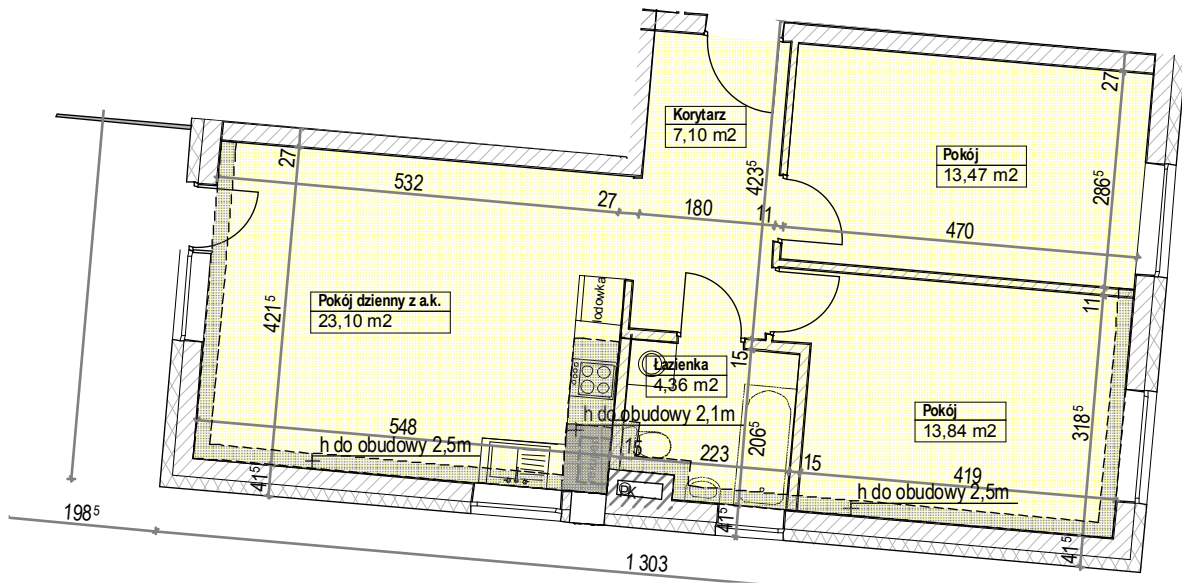 Korytarz
7,10 m2
Pokój
13,47 m2
27
27
532
27
180
423⁵
11
470
286⁵
Pokój dzienny z a.k.
23,10 m2
421⁵
lodówka
11
15
Łazienka
4,36 m2
h do obudowy 2,1m
Pokój
13,84 m2
318⁵
548
h do obudowy 2,5m
15
223
206⁵
15
419
h do obudowy 2,5m
41⁵
41⁵
41⁵
198⁵
1 303